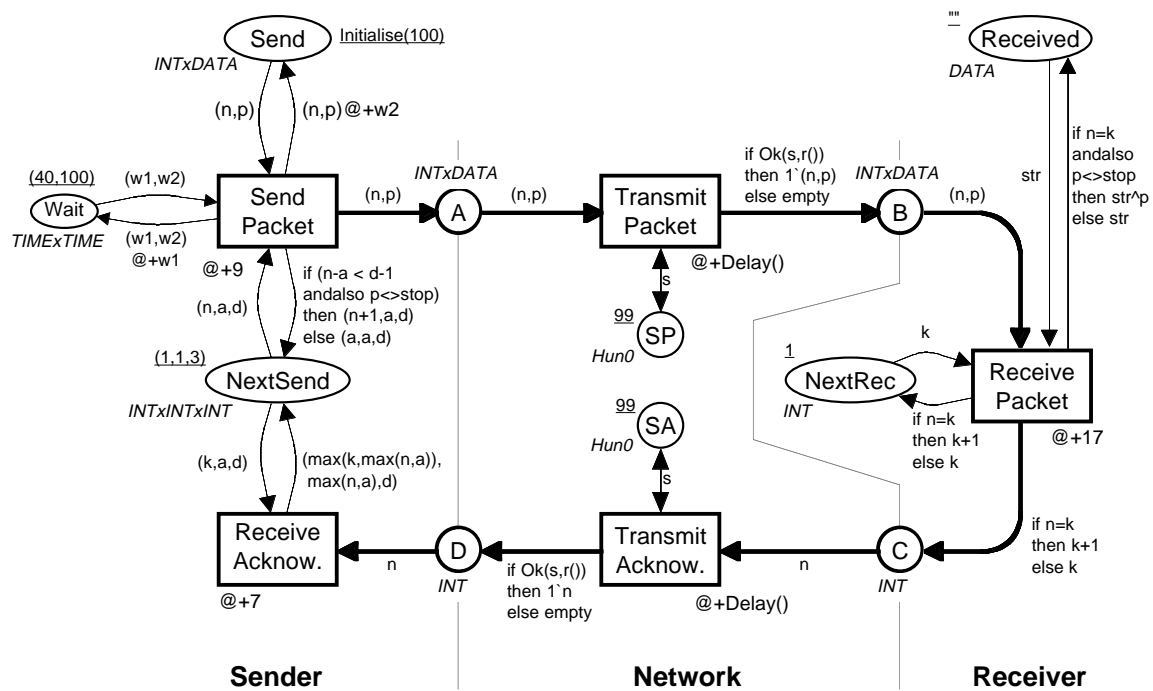 Send
Initialise(100)
INTxDATA
(n,p)
(n,p) @+w2
(40,100)
Wait
TIMExTIME
(w1,w2)
(w1,w2)
@+w1
Send
Packet
@+9
(n,p)
INTxDATA
A
(n,p)
Transmit
Packet
@+Delay()
if Ok(s,r())
then 1`(n,p)
else empty
INTxDATA
B
(n,p)
""
Received
DATA
str
if n=k
andalso
p<>stop
then str^p
else str
(n,a,d)
if (n-a < d-1
andalso p<>stop)
then (n+1,a,d)
else (a,a,d)
s
99
SP
Hun0
(1,1,3)
NextSend
INTxINTxINT
1
NextRec
INT
k
if n=k
then k+1
else k
Receive
Packet
@+17
99
SA
Hun0
s
(k,a,d)
(max(k,max(n,a)),
max(n,a),d)
Receive
Acknow.
@+7
n
D
INT
if Ok(s,r())
then 1`n
else empty
Transmit
Acknow.
@+Delay()
n
C
INT
if n=k
then k+1
else k
Sender
Network
Receiver